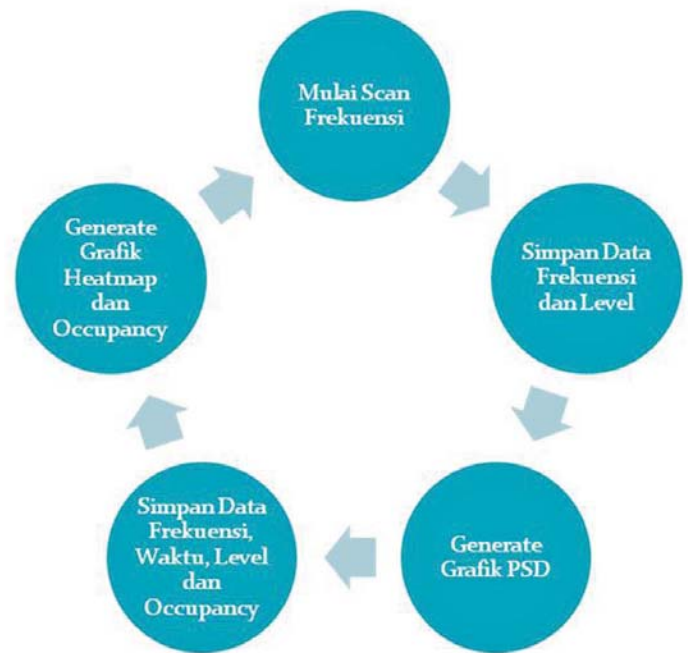 Mulai Scan
Frekuensi
Simpan Data
Frekuensi
dan Level
Generate
Grafik PSD
Simpan Data
Frekuensi,
Waktu, Level
dan
Occupancy
Generate
Grafik
Heatmap
dan
Occupancy